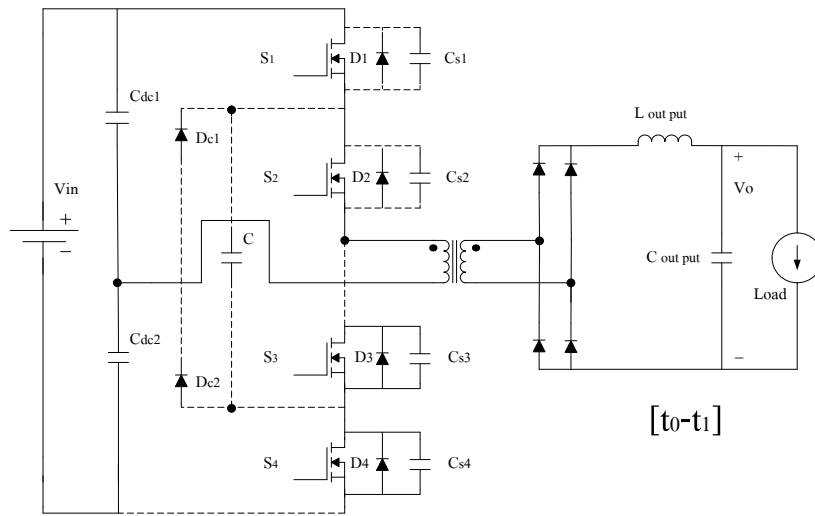 S1
D1
Cs1
Cdc1
Dc1
L out put
S2
D2
Cs2
Vin
+
−
C
+
Vo
C out put
Load
−
Cdc2
Dc2
S3
D3
Cs3
[t0-t1]
S4
D4
Cs4